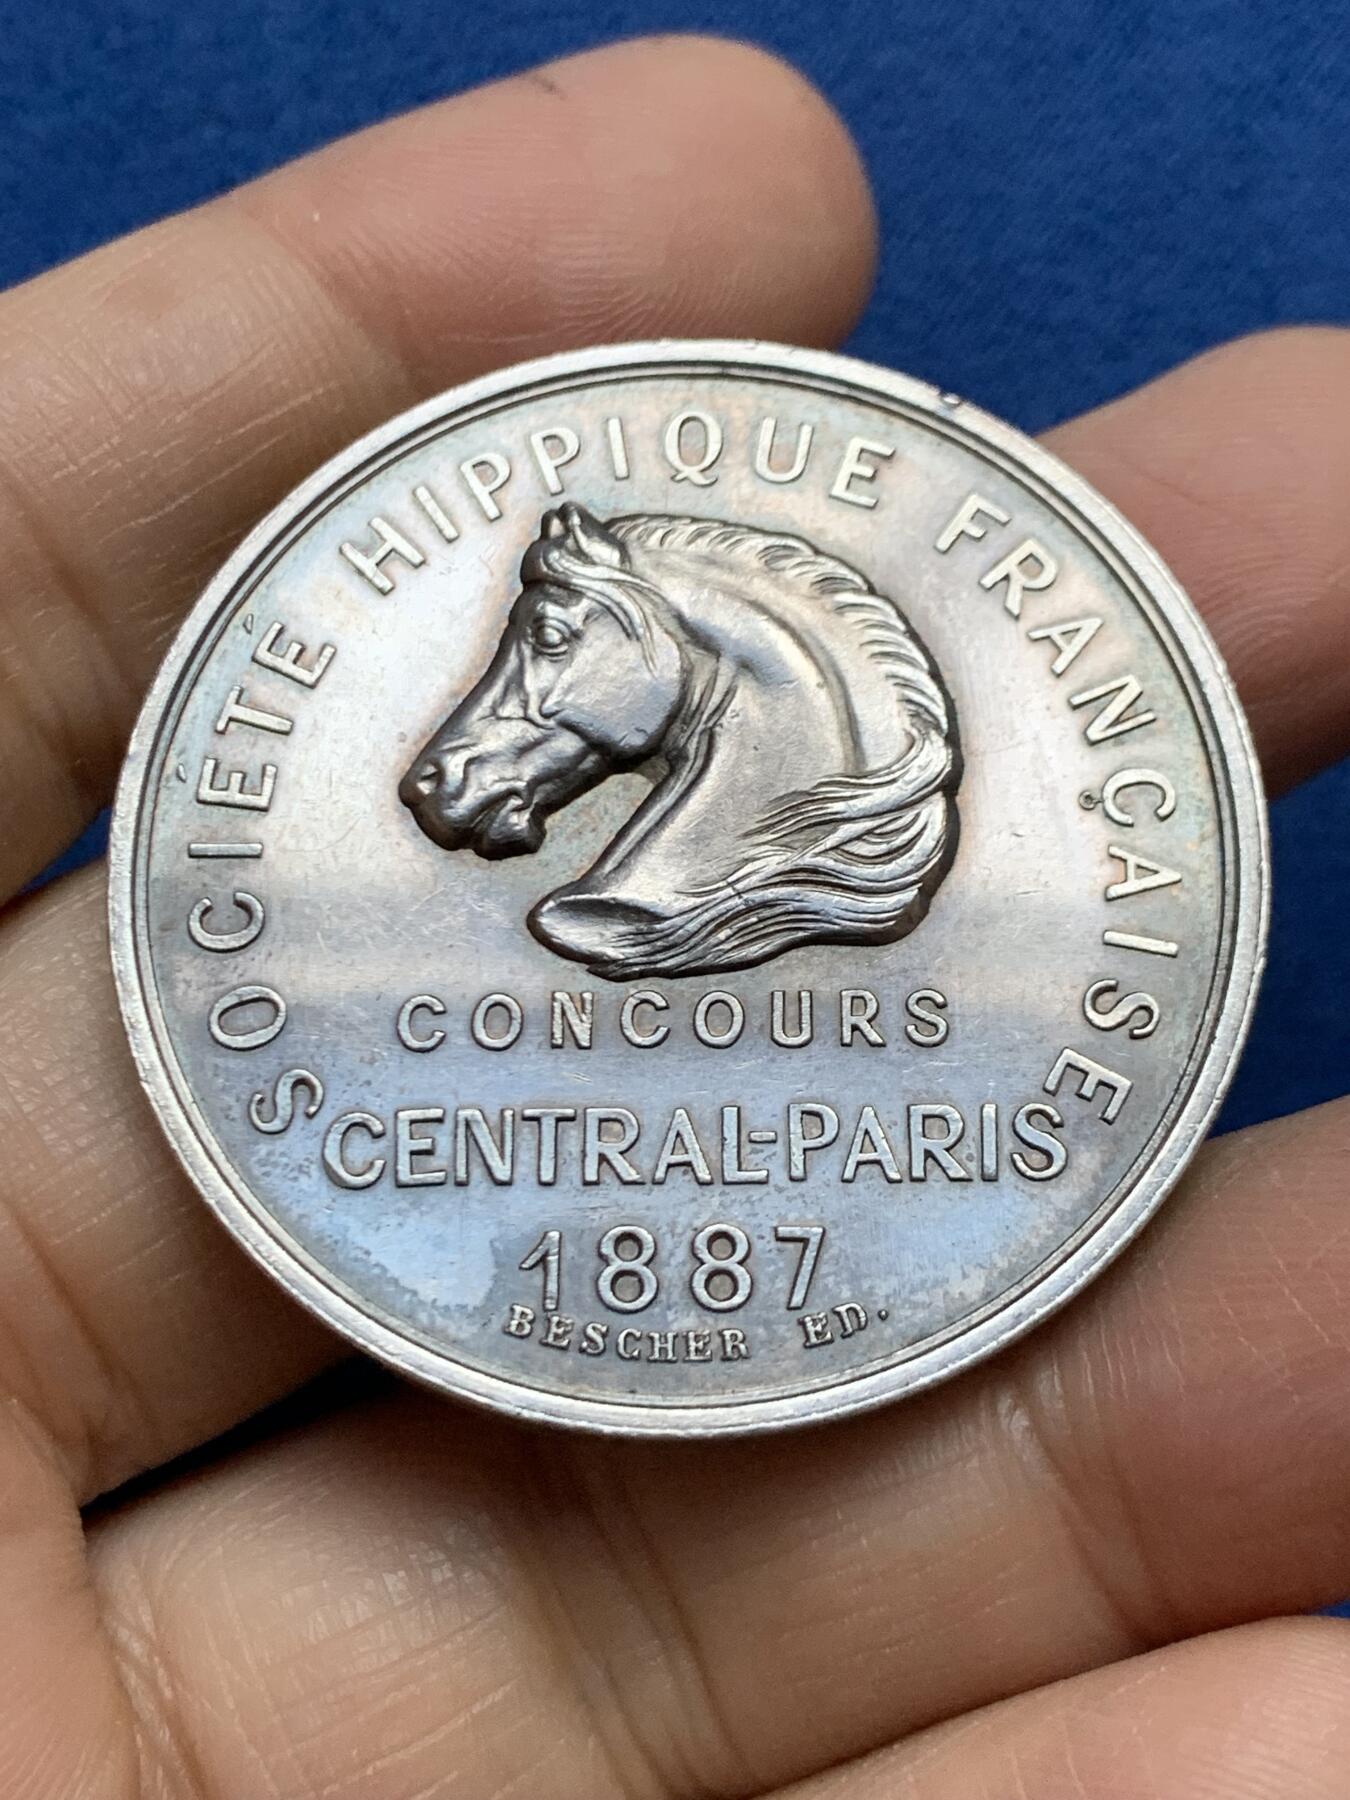 SOCIÉTÉ HIPPIQUE FRANÇAISE
CONCOURS
CENTRAL-PARIS
1887
BESCHER ED.